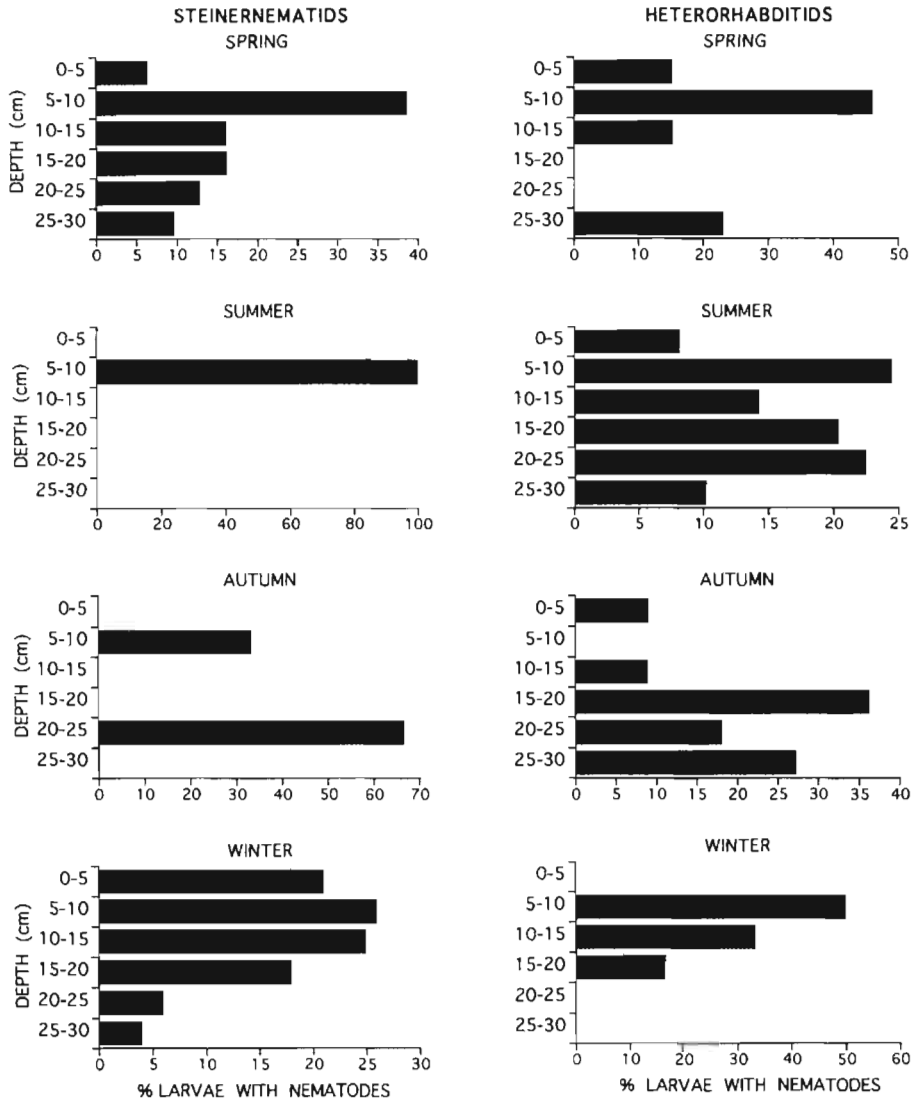 STEINERNEMATIDS
SPRING
DEPTH (cm)
0-5
5-10
10-15
15-20
20-25
25-30
0 5 10 15 20 25 30 35 40
HETERORHABDITIDS
SPRING
0-5
5-10
10-15
15-20
20-25
25-30
0 10 20 30 40 50
SUMMER
DEPTH (cm)
0-5
5-10
10-15
15-20
20-25
25-30
0 20 40 60 80 100
SUMMER
0-5
5-10
10-15
15-20
20-25
25-30
0 5 10 15 20 25
AUTUMN
DEPTH (cm)
0-5
5-10
10-15
15-20
20-25
25-30
0 10 20 30 40 50 60 70
AUTUMN
0-5
5-10
10-15
15-20
20-25
25-30
0 5 10 15 20 25 30 35 40
WINTER
DEPTH (cm)
0-5
5-10
10-15
15-20
20-25
25-30
0 5 10 15 20 25 30
% LARVAE WITH NEMATODES
WINTER
0-5
5-10
10-15
15-20
20-25
25-30
0 10 20 30 40 50 60
% LARVAE WITH NEMATODES